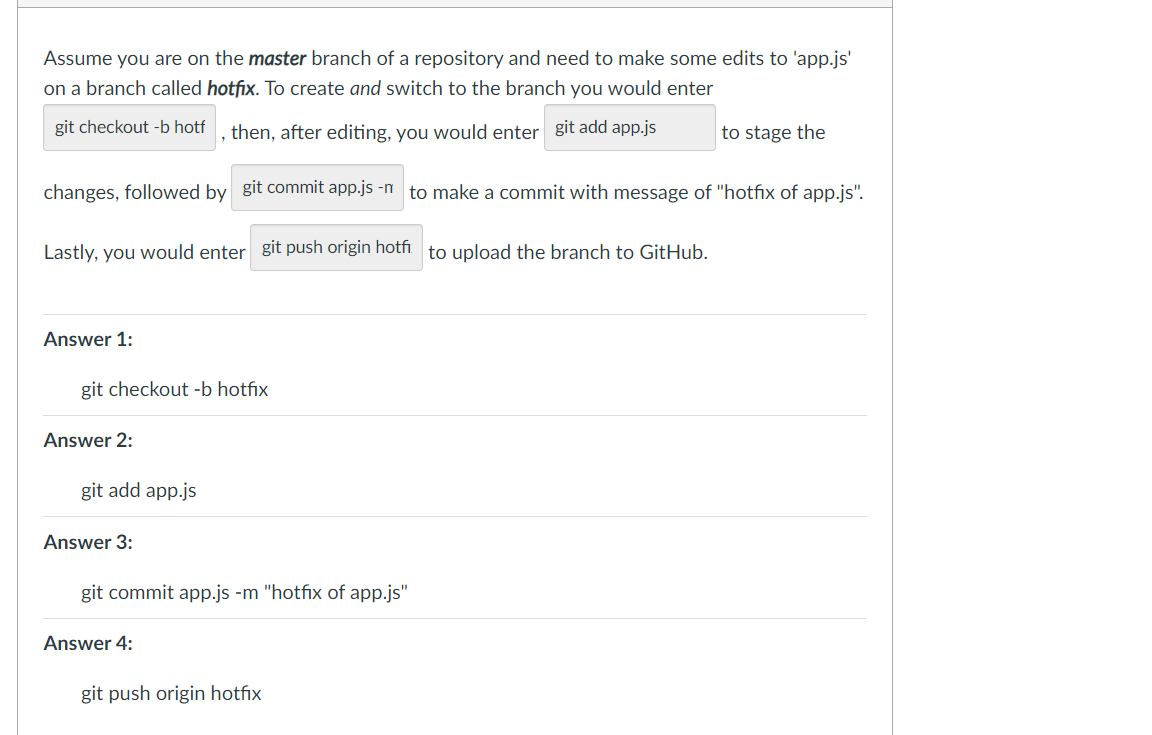 Assume you are on the master branch of a repository and need to make some edits to 'app.js'
on a branch called hotfix. To create and switch to the branch you would enter
git checkout -b hotf , then, after editing, you would enter git add app.js to stage the
changes, followed by git commit app.js -n to make a commit with message of "hotfix of app.js".
Lastly, you would enter git push origin hotfi to upload the branch to GitHub.
Answer 1:
git checkout -b hotfix
Answer 2:
git add app.js
Answer 3:
git commit app.js -m "hotfix of app.js"
Answer 4:
git push origin hotfix